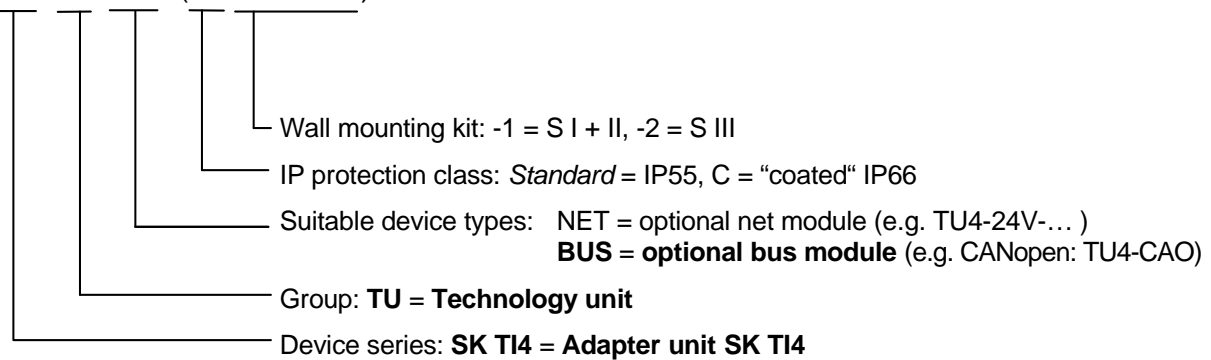 Wall mounting kit: -1 = S I + II, -2 = S III
IP protection class: Standard = IP55, C = “coated“ IP66
Suitable device types: NET = optional net module (e.g. TU4-24V-… )
BUS = optional bus module (e.g. CANopen: TU4-CAO)
Group: TU = Technology unit
Device series: SK TI4 = Adapter unit SK TI4